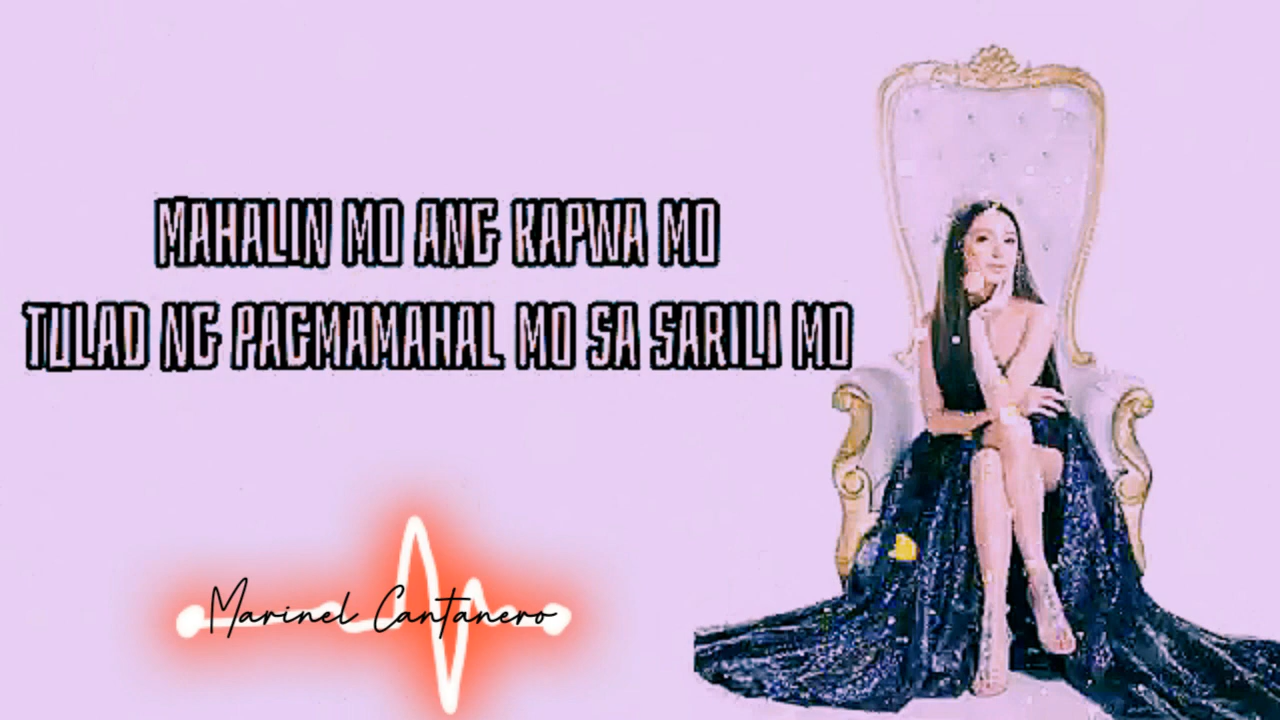 MAHALIN MO ANG KAPWA MO
TULAD NG PAGMAMAHAL MO SA SARILI MO
Marinel Cantanero